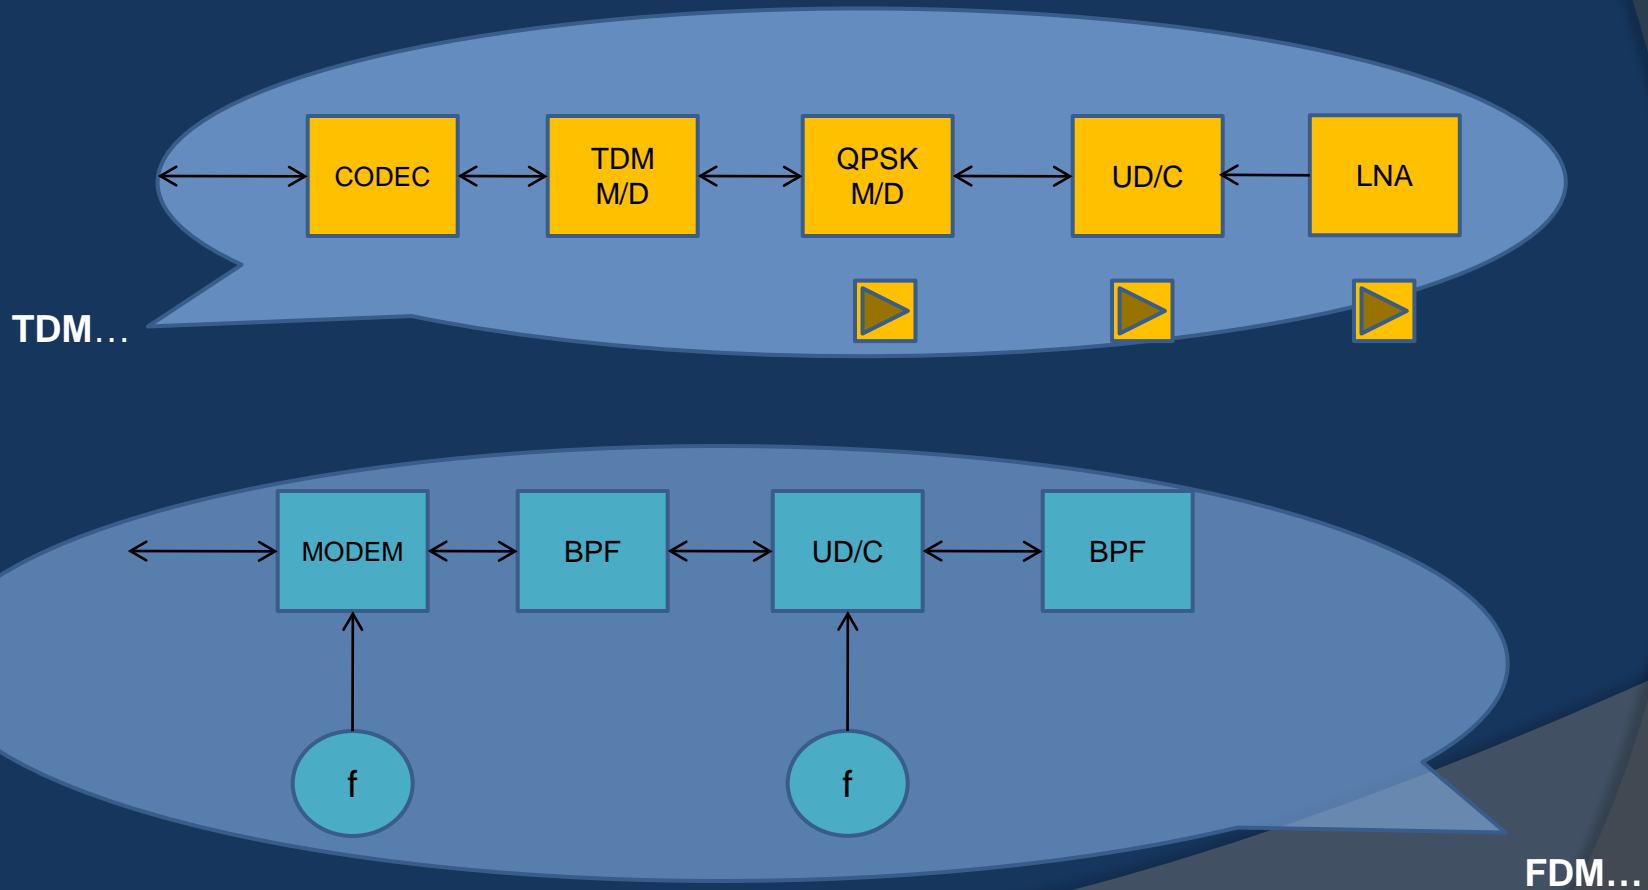 CODEC
TDM
M/D
QPSK
M/D
UD/C
LNA
TDM…
MODEM
BPF
UD/C
BPF
f
f
FDM…